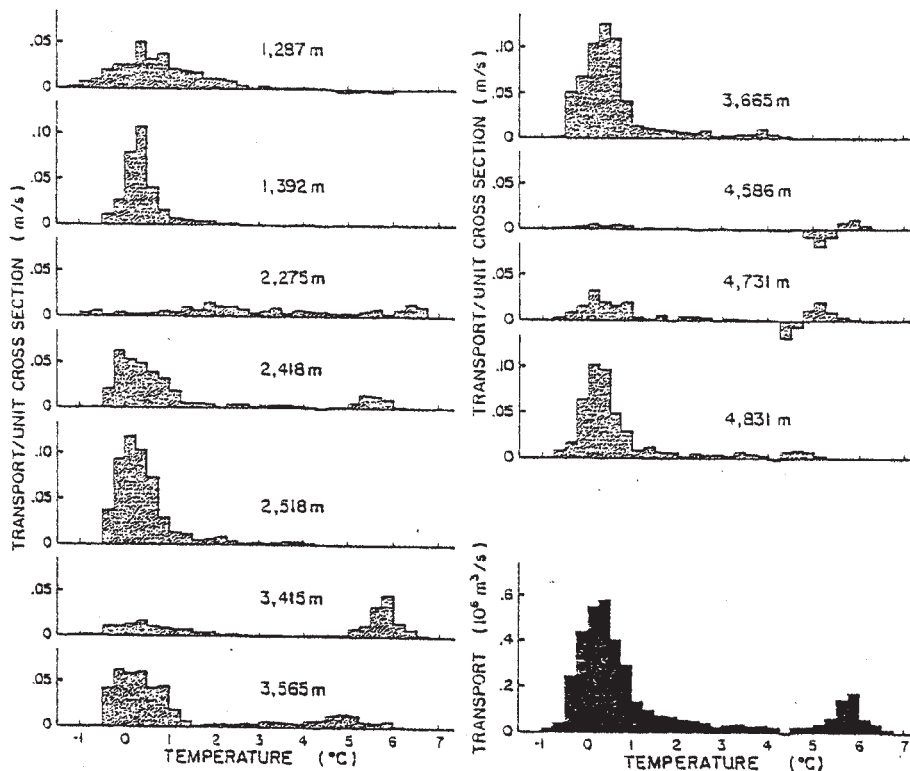 TRANSPORT/UNIT CROSS SECTION (m/s)
.05
0
1,287 m
.10
.05
0
1,392 m
.05
0
2,275 m
.05
0
2,418 m
.10
.05
0
2,518 m
.05
0
3,415 m
.05
0
3,565 m
-1 0 1 2 3 4 5 6 7
TEMPERATURE (°C)
TRANSPORT/UNIT CROSS SECTION (m/s)
.10
.05
0
3,665 m
.05
0
4,586 m
.05
0
4,731 m
.10
.05
0
4,831 m
TRANSPORT (10⁶ m³/s)
.6
.4
.2
0
-1 0 1 2 3 4 5 6 7
TEMPERATURE (°C)